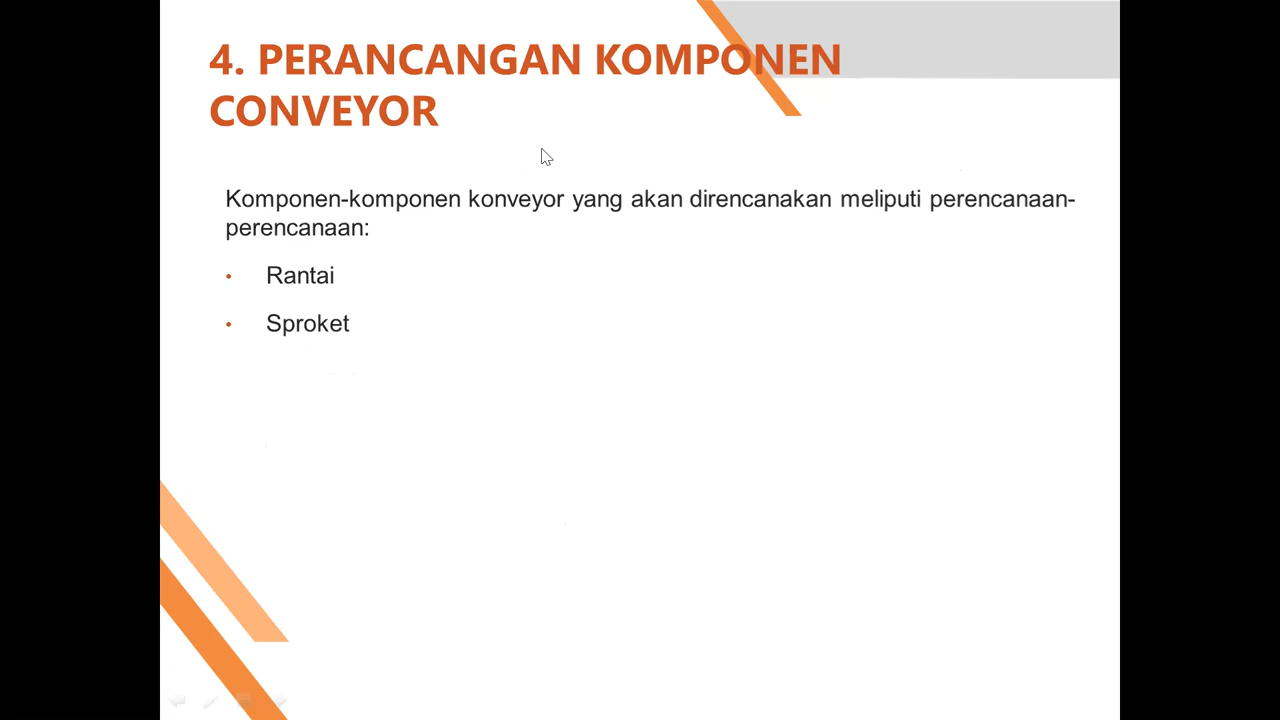 4. PERANCANGAN KOMPONEN
CONVEYOR
Komponen-komponen konveyor yang akan direncanakan meliputi perencanaan-
perencanaan:
• Rantai
• Sproket